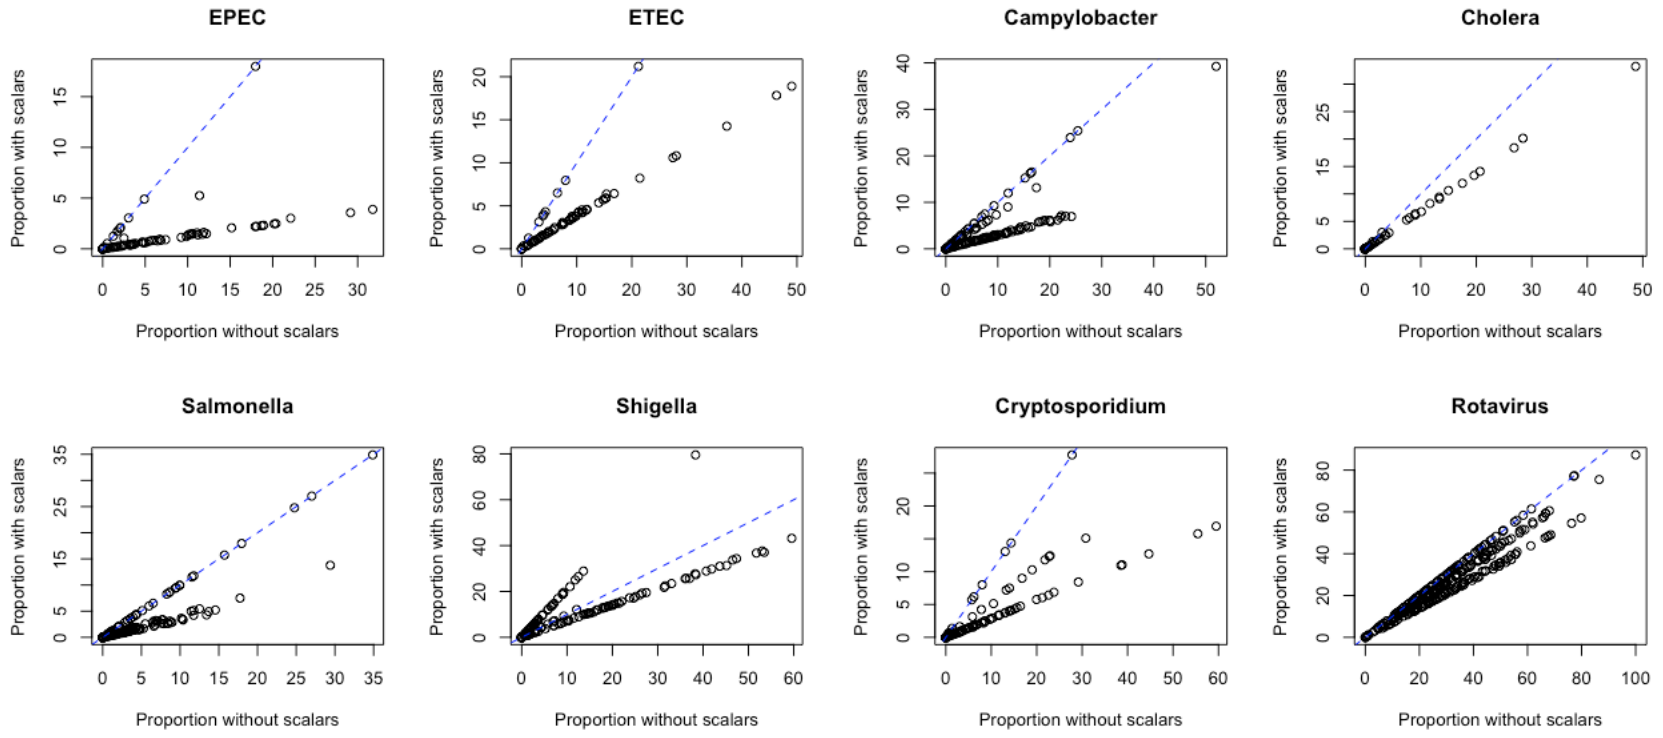 EPEC
ETEC
Campylobacter
Cholera
Proportion with scalars
0 5 10 15
0 5 10 15 20 25 30
Proportion without scalars
Proportion with scalars
0 5 10 15 20
0 10 20 30 40 50
Proportion without scalars
Proportion with scalars
0 10 20 30 40
0 10 20 30 40 50
Proportion without scalars
Proportion with scalars
0 5 15 25
0 10 20 30 40 50
Proportion without scalars
Salmonella
Shigella
Cryptosporidium
Rotavirus
Proportion with scalars
0 5 15 25 35
0 5 10 15 20 25 30 35
Proportion without scalars
Proportion with scalars
0 20 40 60 80
0 10 20 30 40 50 60
Proportion without scalars
Proportion with scalars
0 5 10 20
0 10 20 30 40 50 60
Proportion without scalars
Proportion with scalars
0 20 40 60 80
0 20 40 60 80 100
Proportion without scalars